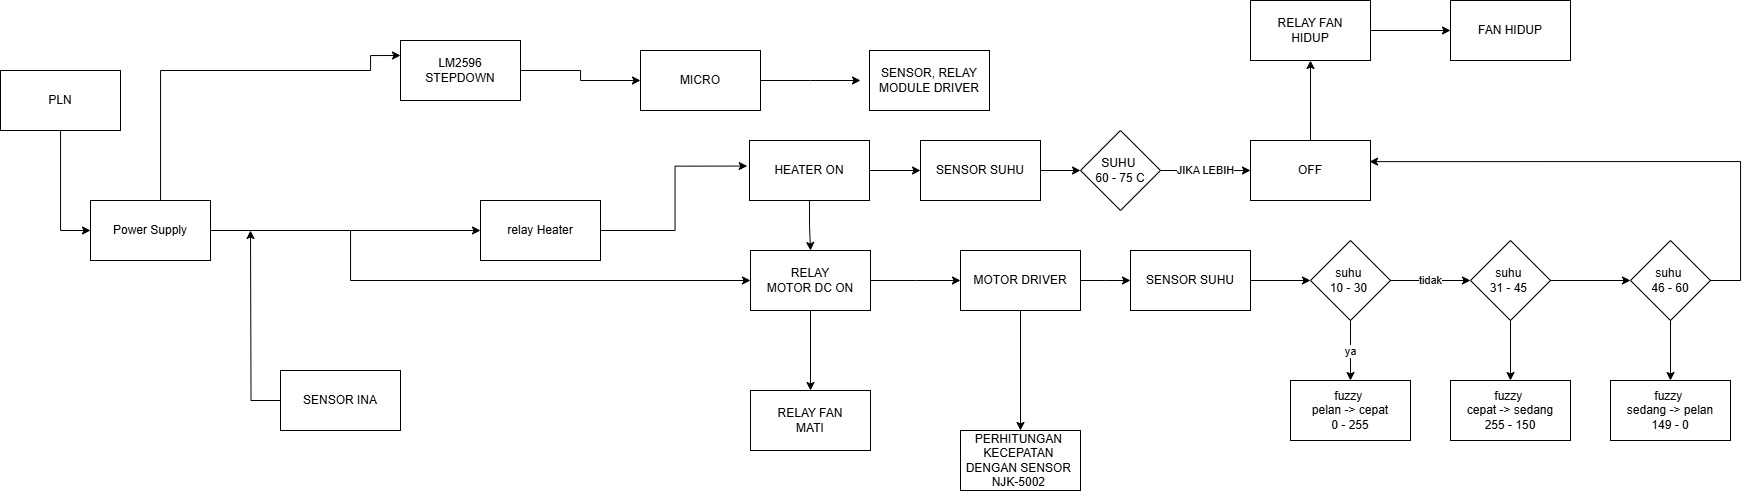 RELAY FAN
HIDUP
FAN HIDUP
LM2596
STEPDOWN
MICRO
SENSOR, RELAY
MODULE DRIVER
PLN
HEATER ON
SENSOR SUHU
SUHU
60 - 75 C
JIKA LEBIH
OFF
Power Supply
relay Heater
RELAY
MOTOR DC ON
MOTOR DRIVER
SENSOR SUHU
suhu
10 - 30
tidak
suhu
31 - 45
suhu
46 - 60
ya
SENSOR INA
RELAY FAN
MATI
fuzzy
pelan -> cepat
0 - 255
fuzzy
cepat -> sedang
255 - 150
fuzzy
sedang -> pelan
149 - 0
PERHITUNGAN
KECEPATAN
DENGAN SENSOR
NJK-5002